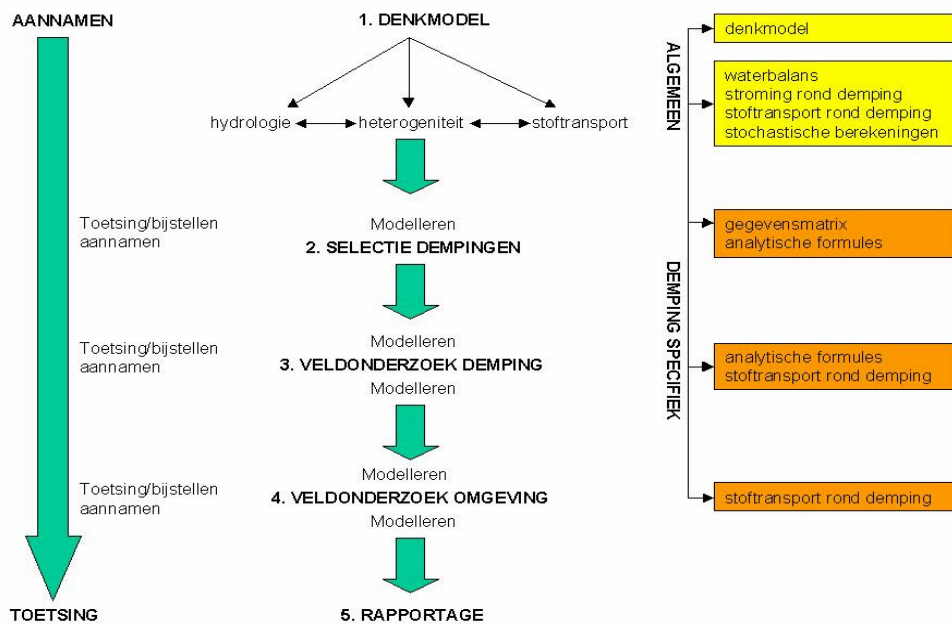 AANNAMEN
Toetsing/bijstellen
aannamen
Toetsing/bijstellen
aannamen
Toetsing/bijstellen
aannamen
TOETSING
1. DENKMODEL
hydrologie
heterogeniteit
stoftransport
Modelleren
2. SELECTIE DEMPINGEN
Modelleren
3. VELDONDERZOEK DEMPING
Modelleren
Modelleren
4. VELDONDERZOEK OMGEVING
Modelleren
5. RAPPORTAGE
ALGEMEEN
DEMPING SPECIFIEK
denkmodel
waterbalans
stroming rond demping
stoftransport rond demping
stochastische berekeningen
gegevensmatrix
analytische formules
analytische formules
stoftransport rond demping
stoftransport rond demping